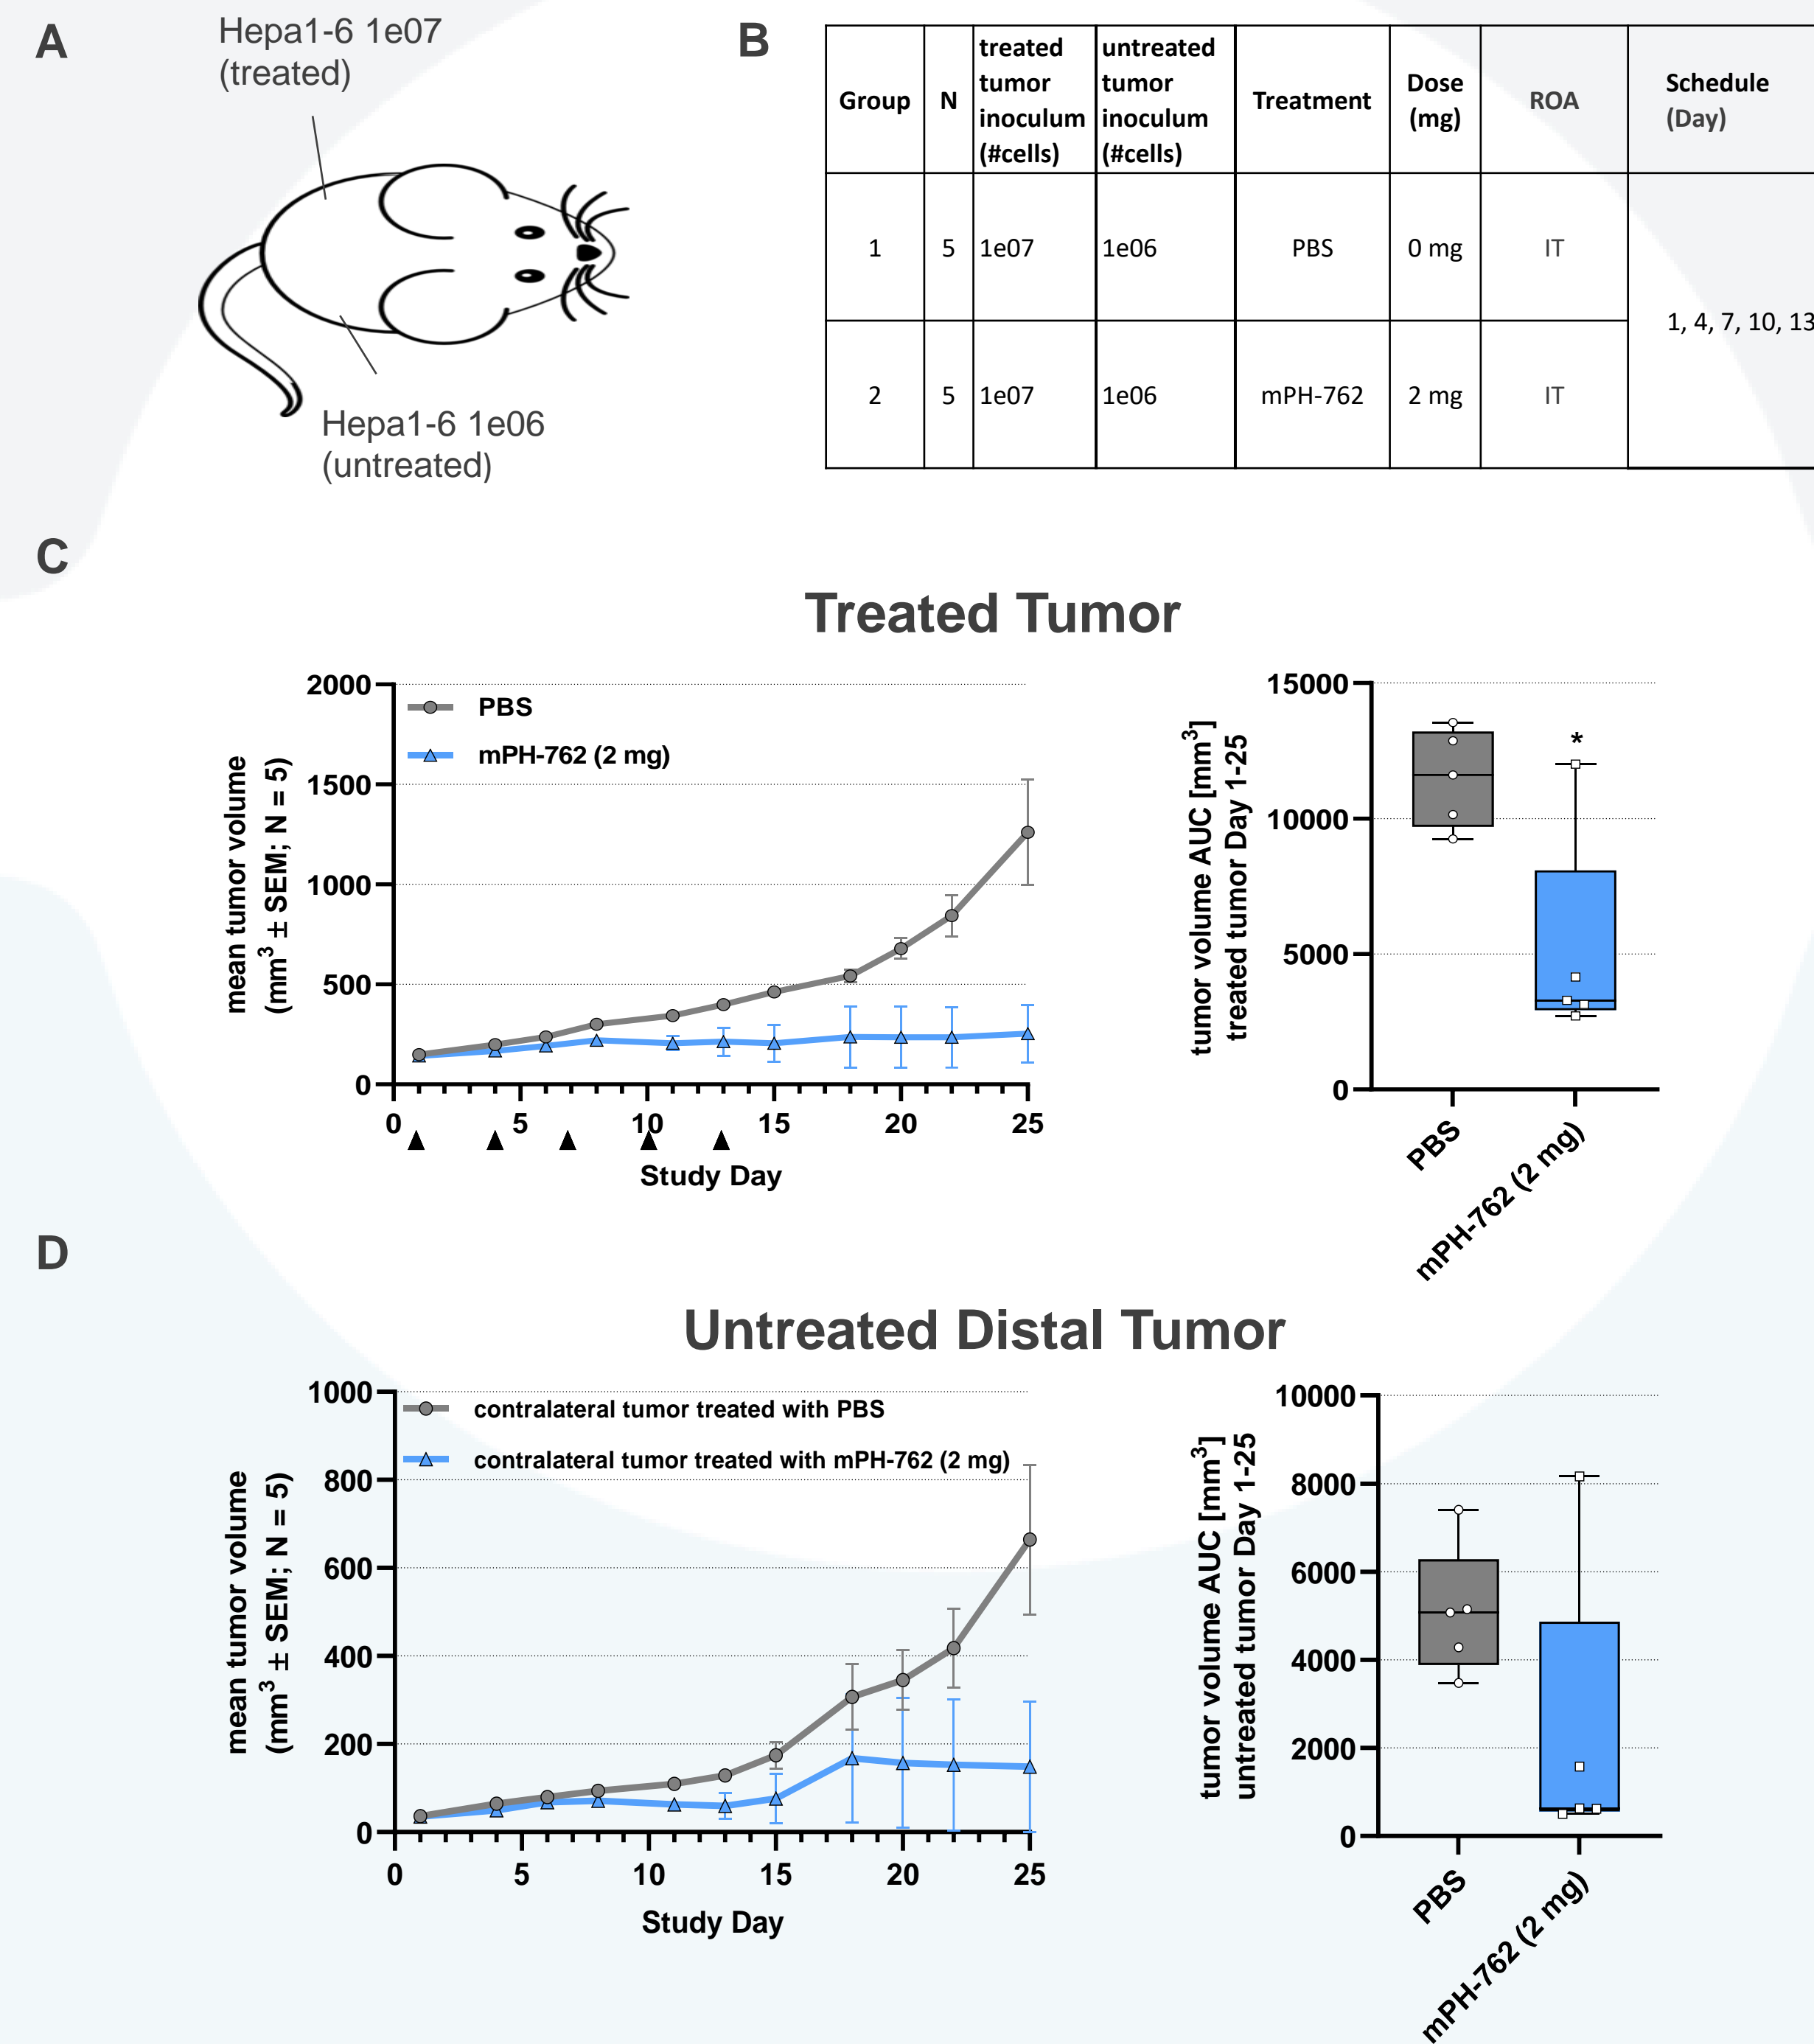 A
Hepa1-6 1e07
(treated)
Hepa1-6 1e06
(untreated)
B
Group
N
treated
tumor
inoculum
(#cells)
untreated
tumor
inoculum
(#cells)
Treatment
Dose
(mg)
ROA
Schedule
(Day)
1
5
1e07
1e06
PBS
0 mg
IT
1, 4, 7, 10, 13
2
5
1e07
1e06
mPH-762
2 mg
IT
C
Treated Tumor
mean tumor volume
(mm³ ± SEM; N = 5)
2000
1500
1000
500
0
PBS
mPH-762 (2 mg)
0 5 10 15 20 25
Study Day
tumor volume AUC [mm³]
treated tumor Day 1-25
15000
10000
5000
0
*
PBS
mPH-762 (2 mg)
D
Untreated Distal Tumor
mean tumor volume
(mm³ ± SEM; N = 5)
1000
800
600
400
200
0
contralateral tumor treated with PBS
contralateral tumor treated with mPH-762 (2 mg)
0 5 10 15 20 25
Study Day
tumor volume AUC [mm³]
untreated tumor Day 1-25
10000
8000
6000
4000
2000
0
PBS
mPH-762 (2 mg)